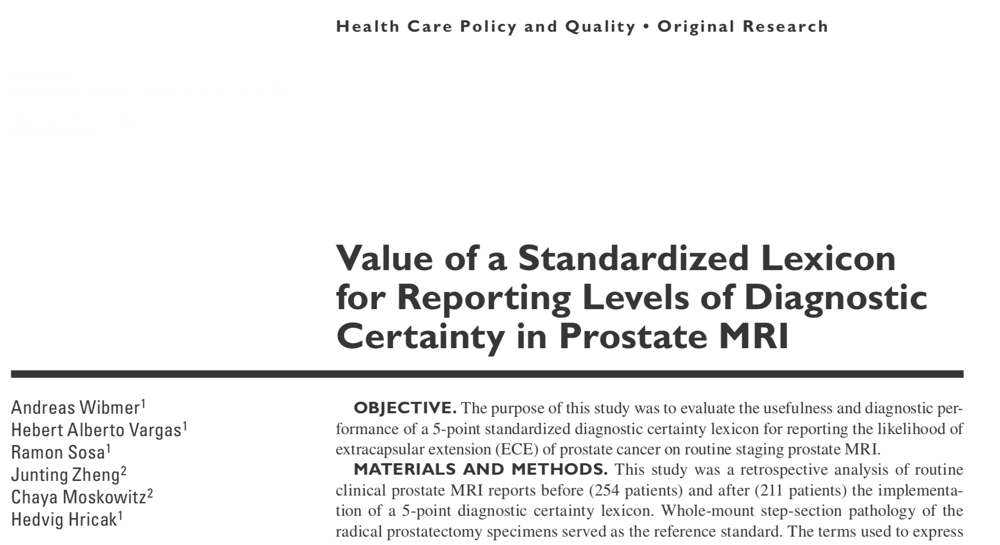 Health Care Policy and Quality • Original Research
Value of a Standardized Lexicon
for Reporting Levels of Diagnostic
Certainty in Prostate MRI
Andreas Wibmer1
Hebert Alberto Vargas1
Ramon Sosa1
Junting Zheng2
Chaya Moskowitz2
Hedvig Hricak1
OBJECTIVE. The purpose of this study was to evaluate the usefulness and diagnostic per-
formance of a 5-point standardized diagnostic certainty lexicon for reporting the likelihood of
extracapsular extension (ECE) of prostate cancer on routine staging prostate MRI.
MATERIALS AND METHODS. This study was a retrospective analysis of routine
clinical prostate MRI reports before (254 patients) and after (211 patients) the implementa-
tion of a 5-point diagnostic certainty lexicon. Whole-mount step-section pathology of the
radical prostatectomy specimens served as the reference standard. The terms used to express